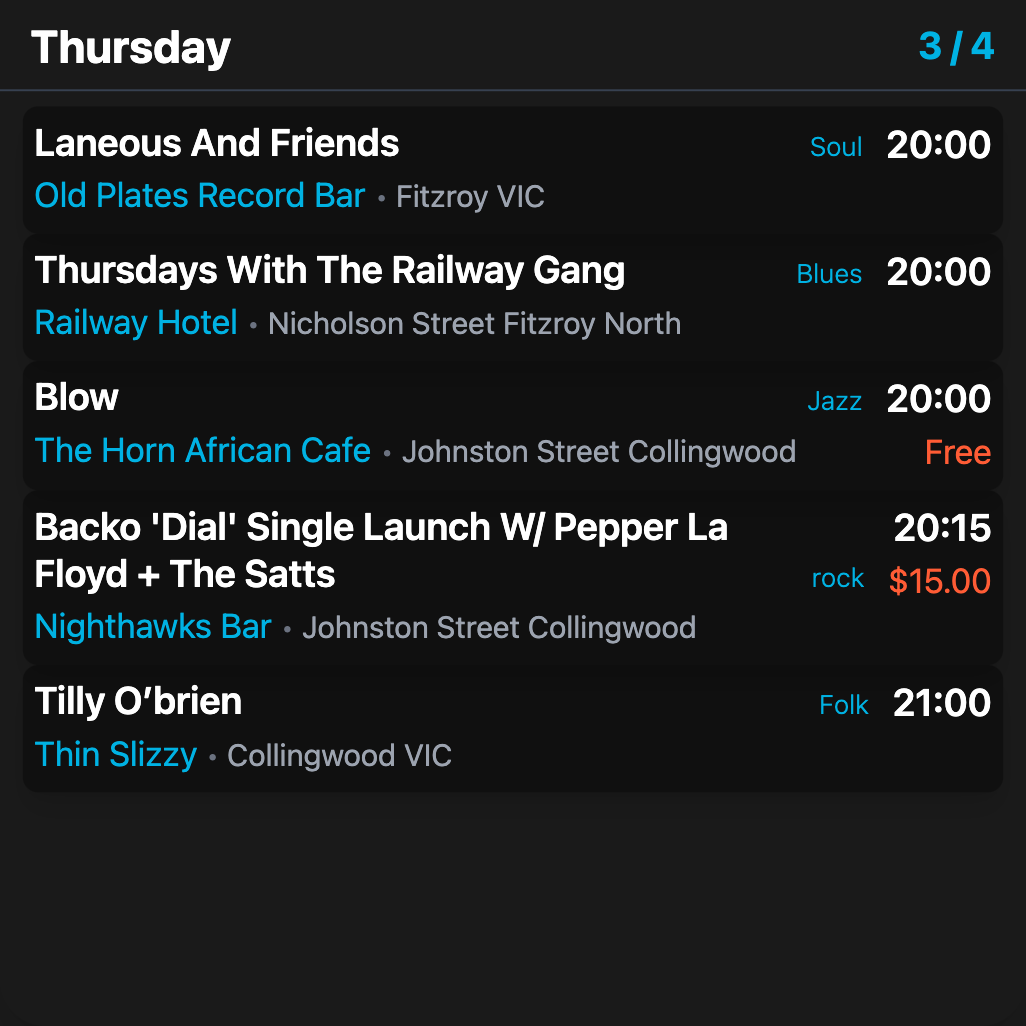 Thursday 3 / 4
Laneous And Friends Soul 20:00
Old Plates Record Bar • Fitzroy VIC
Thursdays With The Railway Gang Blues 20:00
Railway Hotel • Nicholson Street Fitzroy North
Blow Jazz 20:00
The Horn African Cafe • Johnston Street Collingwood Free
Backo 'Dial' Single Launch W/ Pepper La 20:15
Floyd + The Satts rock $15.00
Nighthawks Bar • Johnston Street Collingwood
Tilly O’brien Folk 21:00
Thin Slizzy • Collingwood VIC